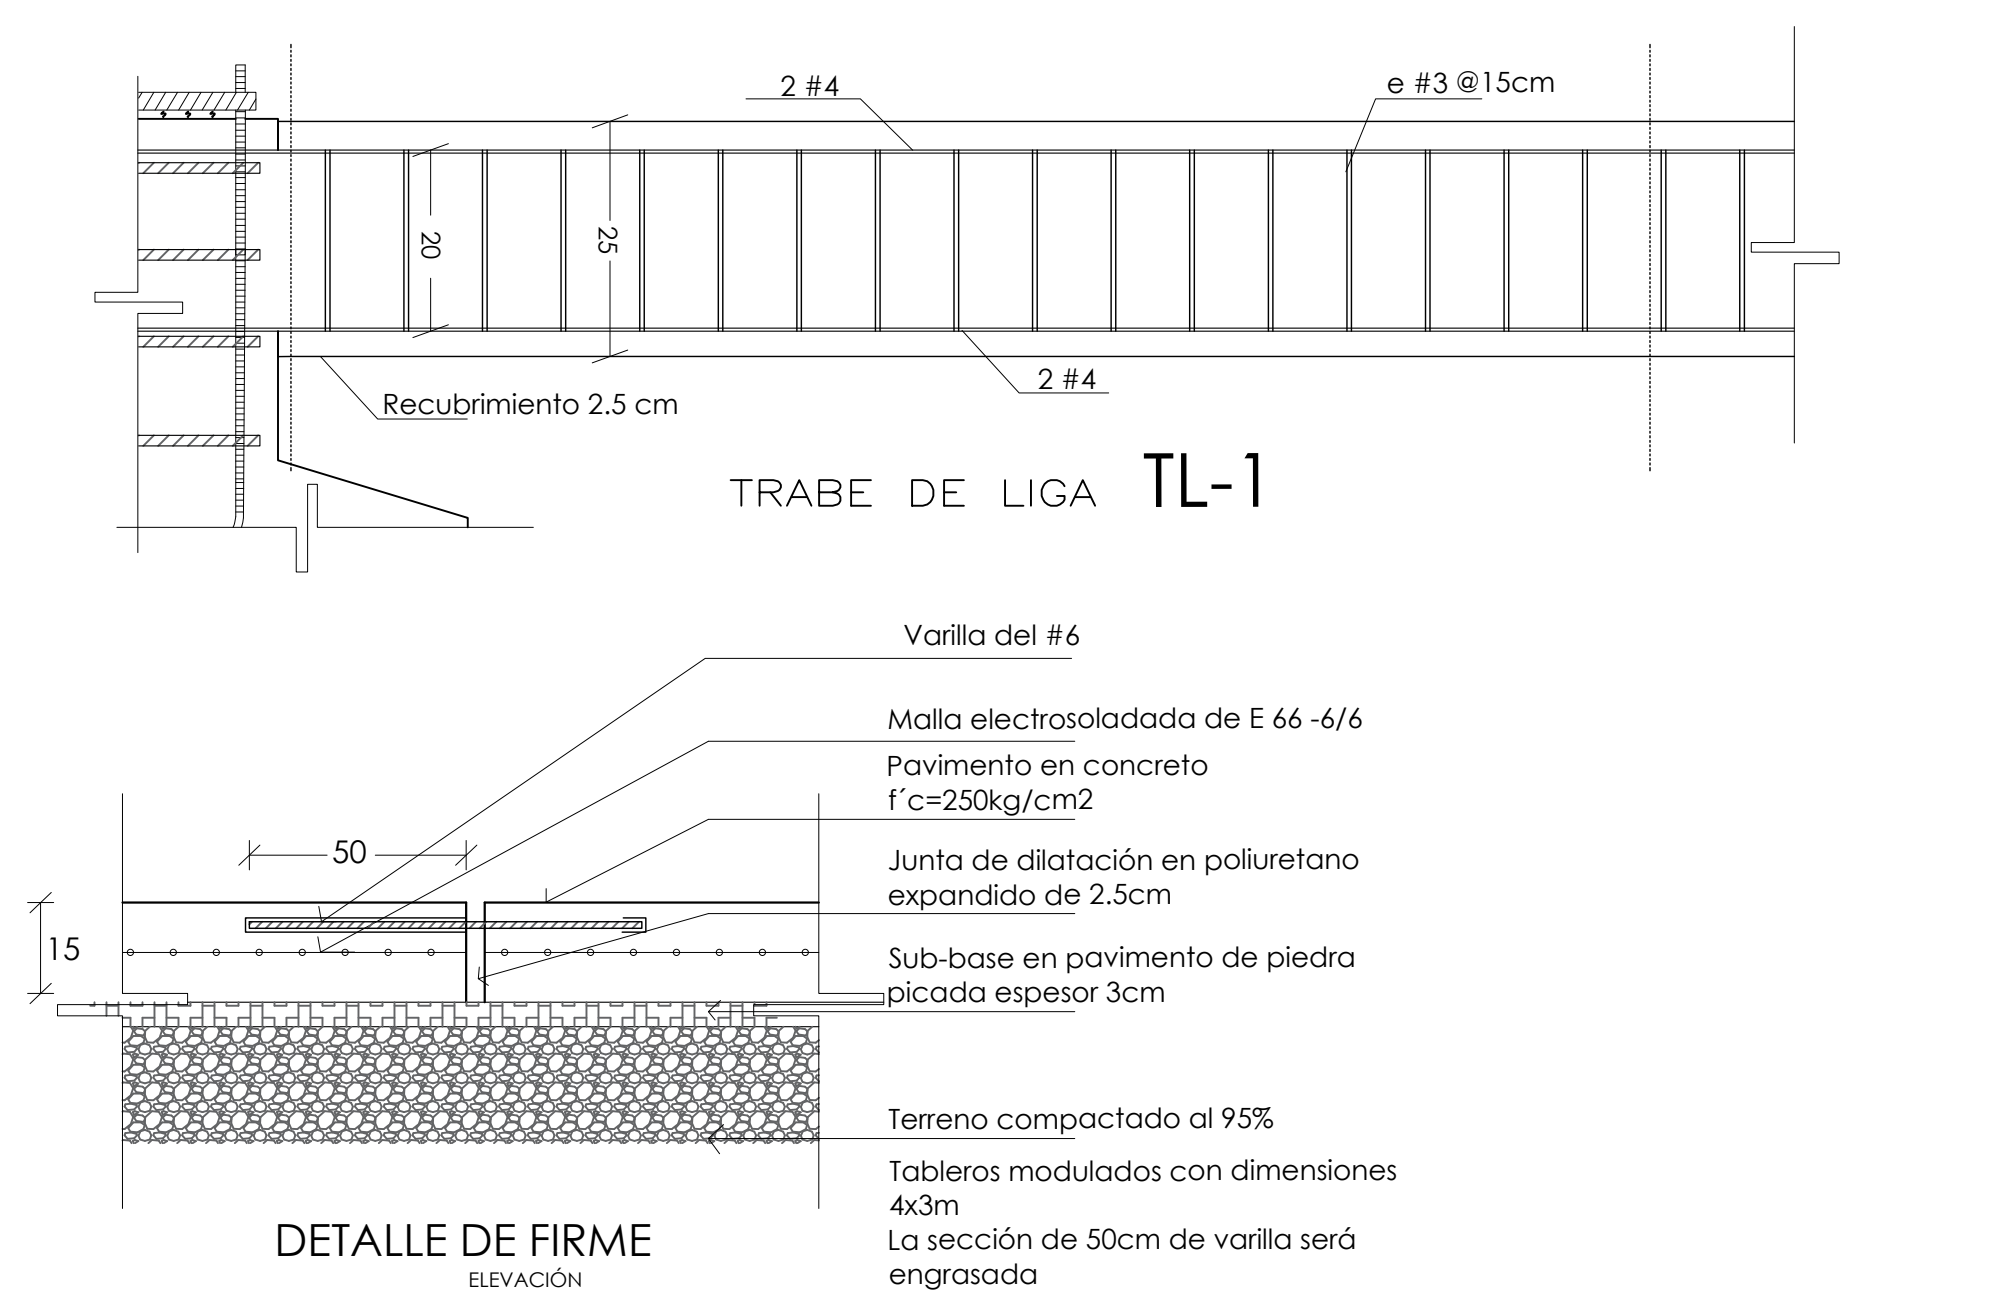 2 #4
e #3 @15cm
20
25
2 #4
Recubrimiento 2.5 cm
TRABE DE LIGA TL-1
Varilla del #6
Malla electrosoladada de E 66 -6/6
Pavimento en concreto
f´c=250kg/cm2
50
Junta de dilatación en poliuretano
expandido de 2.5cm
15
Sub-base en pavimento de piedra
picada espesor 3cm
Terreno compactado al 95%
Tableros modulados con dimensiones
4x3m
La sección de 50cm de varilla será
engrasada
DETALLE DE FIRME
ELEVACIÓN